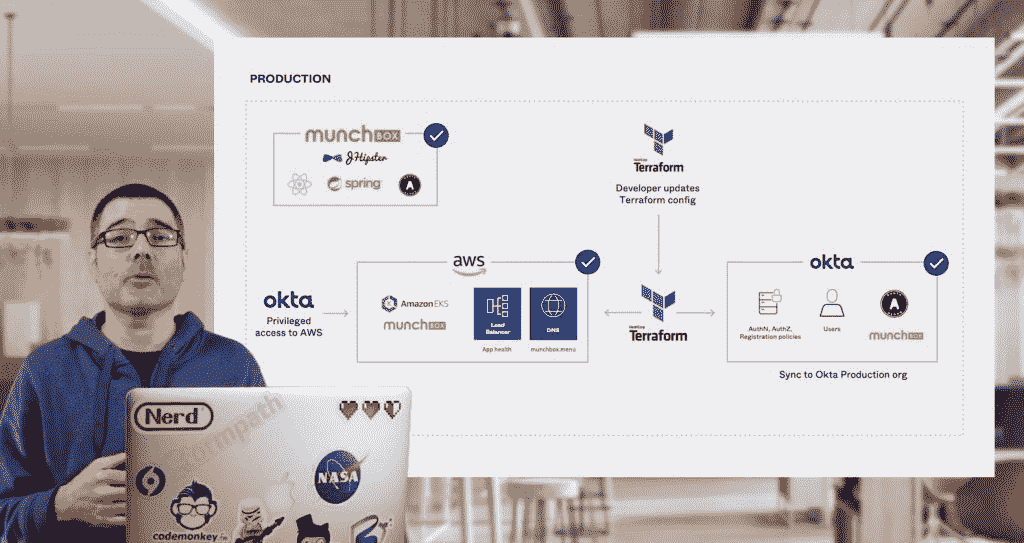 PRODUCTION
munchBOX
JHipster
spring
A
HashiCorp
Terraform
Developer updates
Terraform config
aws
okta
okta
Privileged
access to AWS
Amazon EKS
munchBOX
Load
Balancer
App health
DNS
munchbox.menu
HashiCorp
Terraform
AuthN, AuthZ,
Registration policies
Users
A
munchBOX
Sync to Okta Production org
Nerd
stormpath
NASA
codemonkey